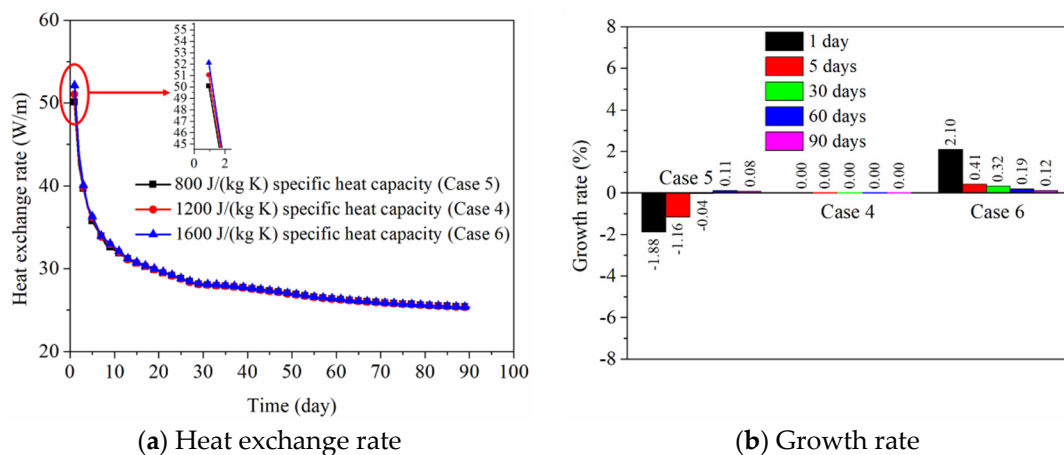 Heat exchange rate (W/m)
60
50
40
30
20
55
54
53
52
51
50
49
48
47
46
45
0 1 2
800 J/(kg K) specific heat capacity (Case 5)
1200 J/(kg K) specific heat capacity (Case 4)
1600 J/(kg K) specific heat capacity (Case 6)
0 10 20 30 40 50 60 70 80 90 100
Time (day)
(a) Heat exchange rate
Growth rate (%)
8
6
4
2
0
-2
-4
-6
-8
1 day
5 days
30 days
60 days
90 days
Case 5
-1.88
-1.16
-0.04
0.11
0.08
0.00
0.00
0.00
0.00
0.00
Case 4
2.10
0.41
0.32
0.19
0.12
Case 6
(b) Growth rate